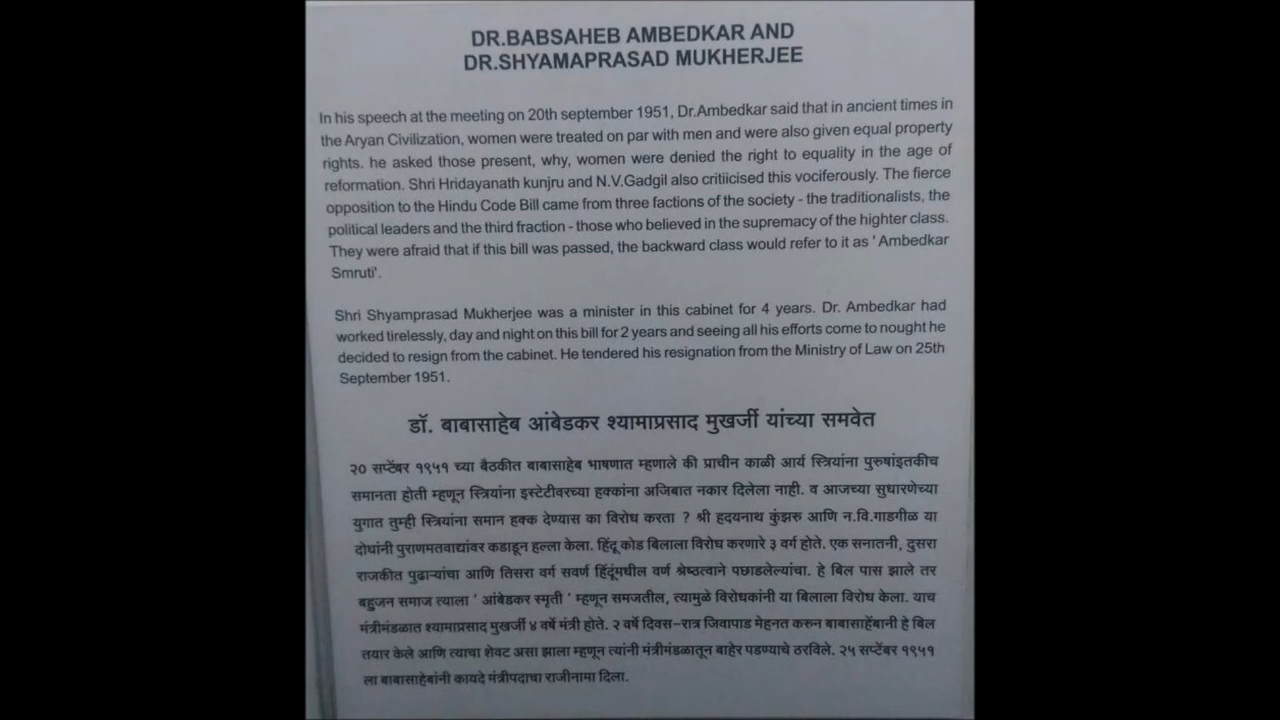 DR.BABSAHEB AMBEDKAR AND
DR.SHYAMAPRASAD MUKHERJEE
In his speech at the meeting on 20th september 1951, Dr.Ambedkar said that in ancient times in
the Aryan Civilization, women were treated on par with men and were also given equal property
rights. he asked those present, why, women were denied the right to equality in the age of
reformation. Shri Hridayanath kunjru and N.V.Gadgil also critiicised this vociferously. The fierce
opposition to the Hindu Code Bill came from three factions of the society - the traditionalists, the
political leaders and the third fraction - those who believed in the supremacy of the highter class.
They were afraid that if this bill was passed, the backward class would refer to it as ' Ambedkar
Smruti'.
Shri Shyamprasad Mukherjee was a minister in this cabinet for 4 years. Dr. Ambedkar had
worked tirelessly, day and night on this bill for 2 years and seeing all his efforts come to nought he
decided to resign from the cabinet. He tendered his resignation from the Ministry of Law on 25th
September 1951.
डॉ. बाबासाहेब आंबेडकर श्यामाप्रसाद मुखर्जी यांच्या समवेत
२० सप्टेंबर १९५१ च्या बैठकीत बाबासाहेब भाषणात म्हणाले की प्राचीन काळी आर्य स्त्रियांना पुरुषांइतकीच
समानता होती म्हणून स्त्रियांना इस्टेटीवरच्या हक्कांना अजिबात नकार दिलेला नाही. व आजच्या सुधारणेच्या
युगात तुम्ही स्त्रियांना समान हक्क देण्यास का विरोध करता ? श्री हदयनाथ कुंझरु आणि न.वि.गाडगीळ या
दोघांनी पुराणमतवाद्यांवर कडाडून हल्ला केला. हिंदू कोड बिलाला विरोध करणारे ३ वर्ग होते. एक सनातनी, दुसरा
राजकीत पुढाऱ्यांचा आणि तिसरा वर्ग सवर्ण हिंदूंमधील वर्ण श्रेष्ठत्वाने पछाडलेल्यांचा. हे बिल पास झाले तर
बहुजन समाज त्याला ' आंबेडकर स्मृती ' म्हणून समजतील, त्यामुळे विरोधकांनी या बिलाला विरोध केला. याच
मंत्रीमंडळात श्यामाप्रसाद मुखर्जी ४ वर्षे मंत्री होते. २ वर्षे दिवस-रात्र जिवापाड मेहनत करुन बाबासाहेंबानी हे बिल
तयार केले आणि त्याचा शेवट असा झाला म्हणून त्यांनी मंत्रीमंडळातून बाहेर पडण्याचे ठरविले. २५ सप्टेंबर १९५१
ला बाबासाहेबांनी कायदे मंत्रीपदाचा राजीनामा दिला.